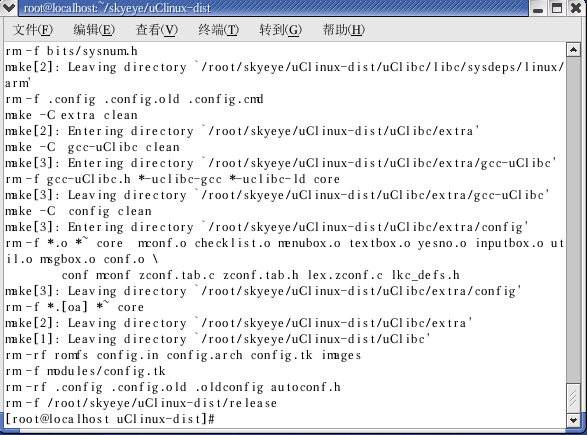 root@localhost:~/skyeye/uClinux-dist
文件(F) 编辑(E) 查看(V) 终端(T) 转到(G) 帮助(H)
rm -f bits/sysnum.h
make[2]: Leaving directory `/root/skyeye/uClinux-dist/uClibc/libc/sysdeps/linux/
arm'
rm -f .config .config.old .config.cmd
make -C extra clean
make[2]: Entering directory `/root/skyeye/uClinux-dist/uClibc/extra'
make -C  gcc-uClibc clean
make[3]: Entering directory `/root/skyeye/uClinux-dist/uClibc/extra/gcc-uClibc'
rm -f gcc-uClibc.h *-uclibc-gcc *-uclibc-ld core
make[3]: Leaving directory `/root/skyeye/uClinux-dist/uClibc/extra/gcc-uClibc'
make -C  config clean
make[3]: Entering directory `/root/skyeye/uClinux-dist/uClibc/extra/config'
rm -f *.o *~ core  mconf.o checklist.o menubox.o textbox.o yesno.o inputbox.o ut
il.o msgbox.o conf.o \
        conf mconf zconf.tab.c zconf.tab.h lex.zconf.c lkc_defs.h
make[3]: Leaving directory `/root/skyeye/uClinux-dist/uClibc/extra/config'
rm -f *.[oa] *~ core
make[2]: Leaving directory `/root/skyeye/uClinux-dist/uClibc/extra'
make[1]: Leaving directory `/root/skyeye/uClinux-dist/uClibc'
rm -rf romfs config.in config.arch config.tk images
rm -f modules/config.tk
rm -rf .config .config.old .oldconfig autoconf.h
rm -f /root/skyeye/uClinux-dist/release
[root@localhost uClinux-dist]#